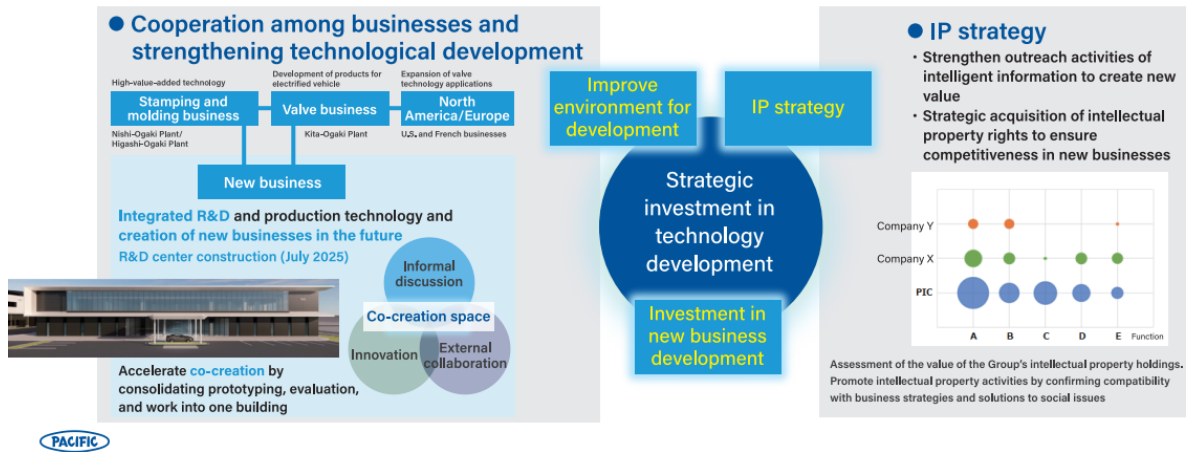 ● Cooperation among businesses and
strengthening technological development
High-value-added technology
Stamping and
molding business
Nishi-Ogaki Plant/
Higashi-Ogaki Plant
Development of products for
electrified vehicle
Valve business
Kita-Ogaki Plant
Expansion of valve
technology applications
North
America/Europe
U.S. and French businesses
New business
Integrated R&D and production technology and
creation of new businesses in the future
R&D center construction (July 2025)
Informal
discussion
Co-creation space
Innovation
External
collaboration
Accelerate co-creation by
consolidating prototyping, evaluation,
and work into one building
Improve
environment for
development
IP strategy
Strategic
investment in
technology
development
Investment in
new business
development
● IP strategy
・Strengthen outreach activities of
intelligent information to create new
value
・Strategic acquisition of intellectual
property rights to ensure
competitiveness in new businesses
Company Y
Company X
PIC
A B C D E Function
Assessment of the value of the Group's intellectual property holdings.
Promote intellectual property activities by confirming compatibility
with business strategies and solutions to social issues
PACIFIC